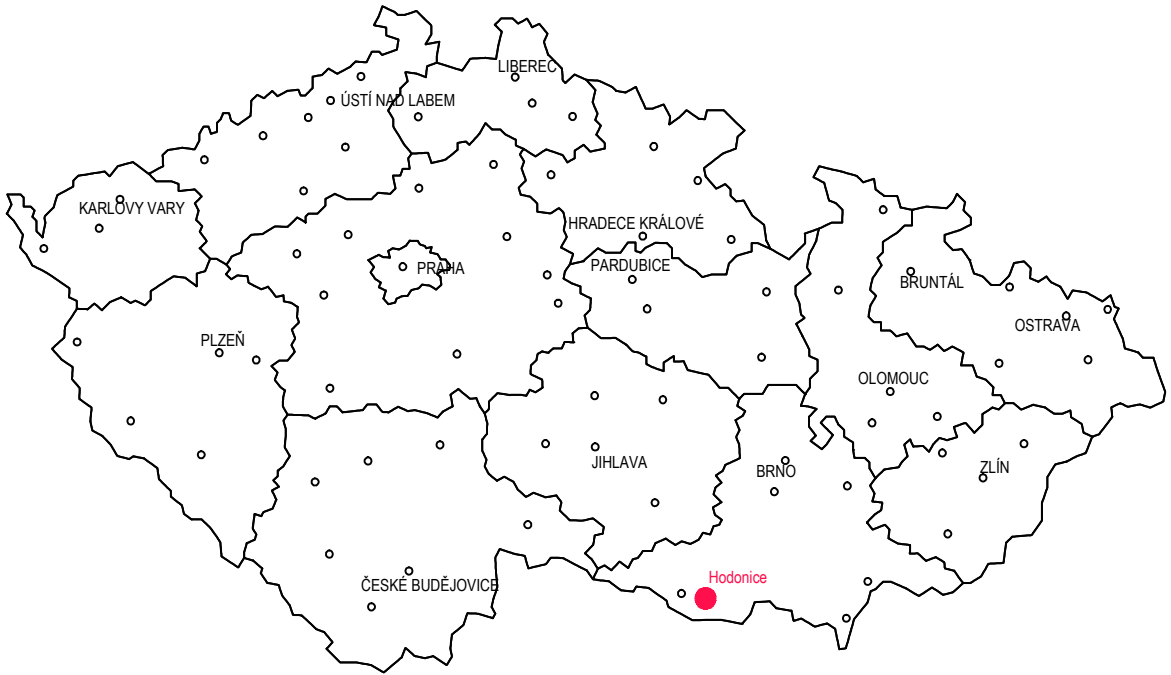 LIBEREC
ÚSTÍ NAD LABEM
KARLOVY VARY
HRADECE KRÁLOVÉ
PRAHA
PARDUBICE
BRUNTÁL
OSTRAVA
PLZEŇ
OLOMOUC
JIHLAVA
BRNO
ZLÍN
ČESKÉ BUDĚJOVICE
Hodonice